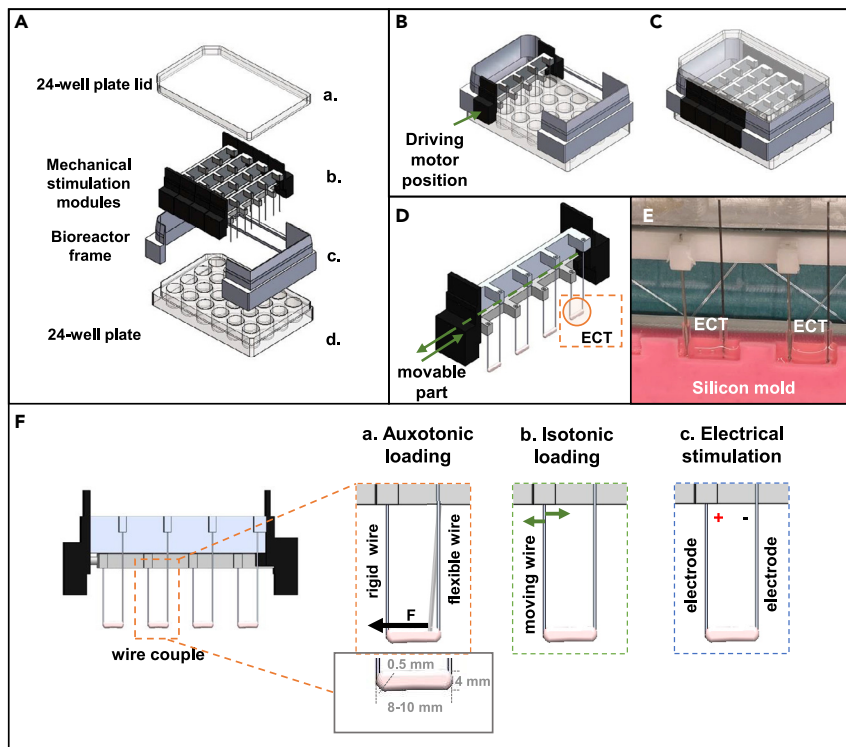 A
24-well plate lid
a.
Mechanical
stimulation
modules
b.
Bioreactor
frame
c.
24-well plate
d.
B
Driving
motor
position
C
D
movable
part
ECT
E
ECT
ECT
Silicon mold
F
wire couple
a. Auxotonic
loading
rigid wire
flexible wire
F
0.5 mm
4 mm
8-10 mm
b. Isotonic
loading
moving wire
c. Electrical
stimulation
electrode
+
-
electrode